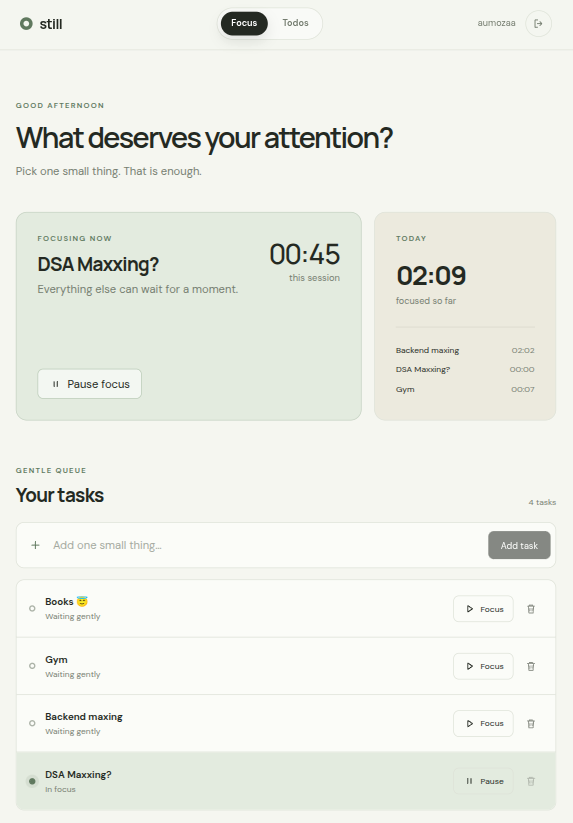 still
Focus
Todos
aumozaa
GOOD AFTERNOON
What deserves your attention?
Pick one small thing. That is enough.
FOCUSING NOW
DSA Maxxing?
Everything else can wait for a moment.
00:45
this session
Pause focus
TODAY
02:09
focused so far
Backend maxing 02:02
DSA Maxxing? 00:00
Gym 00:07
GENTLE QUEUE
Your tasks
4 tasks
Add one small thing...
Add task
Books 😇
Waiting gently
Focus
Gym
Waiting gently
Focus
Backend maxing
Waiting gently
Focus
DSA Maxxing?
In focus
Pause